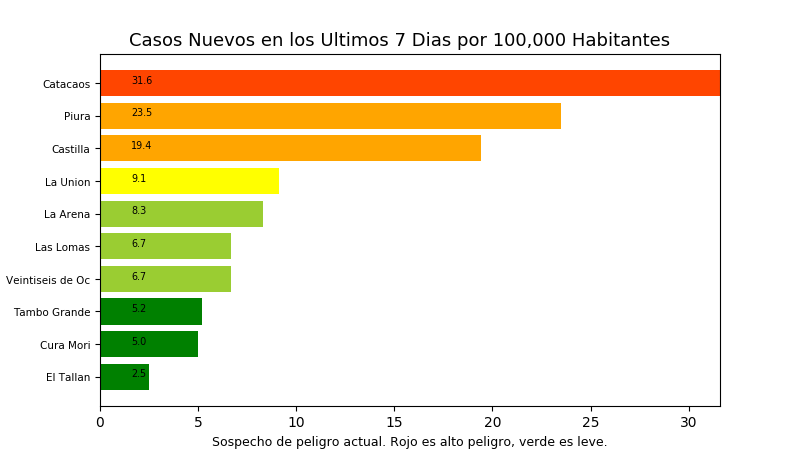 Casos Nuevos en los Ultimos 7 Dias por 100,000 Habitantes
Catacaos 31.6
Piura 23.5
Castilla 19.4
La Union 9.1
La Arena 8.3
Las Lomas 6.7
Veintiseis de Oc 6.7
Tambo Grande 5.2
Cura Mori 5.0
El Tallan 2.5
0 5 10 15 20 25 30
Sospecho de peligro actual. Rojo es alto peligro, verde es leve.